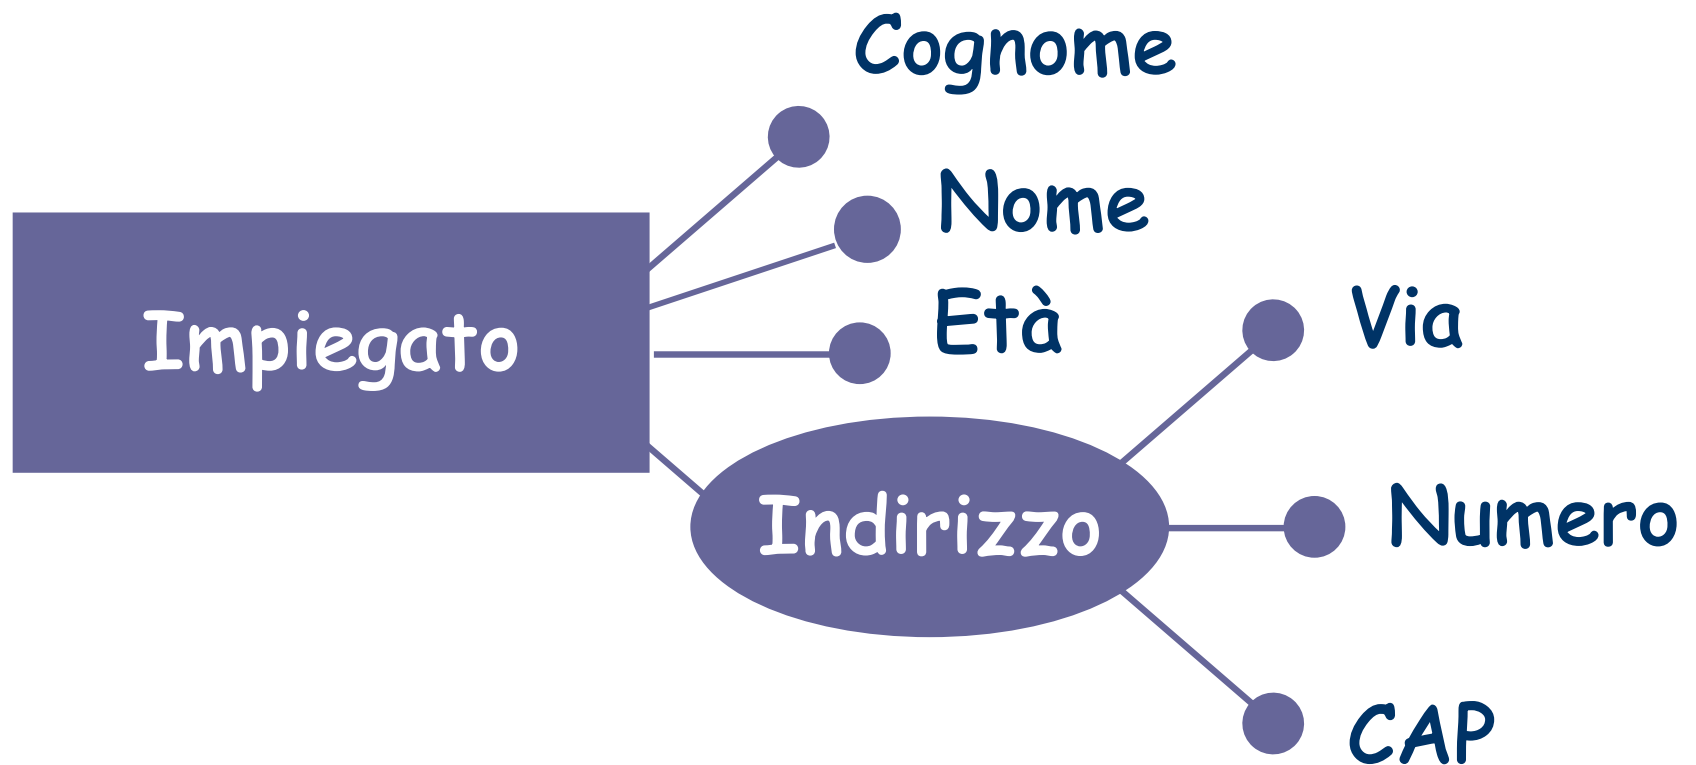 Cognome
Nome
Età
Impiegato
Via
Indirizzo
Numero
CAP